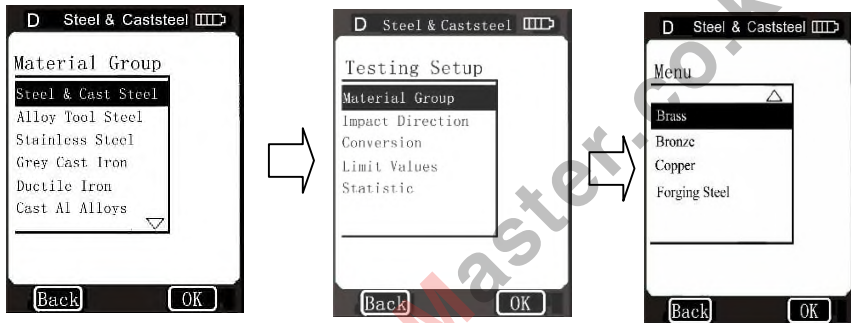 D Steel & Caststeel
Material Group
Steel & Cast Steel
Alloy Tool Steel
Stainless Steel
Grey Cast Iron
Ductile Iron
Cast Al Alloys
Back OK
D Steel & Caststeel
Testing Setup
Material Group
Impact Direction
Conversion
Limit Values
Statistic
Back OK
D Steel & Caststeel
Menu
Brass
Bronze
Copper
Forging Steel
Back OK
Master.co.k